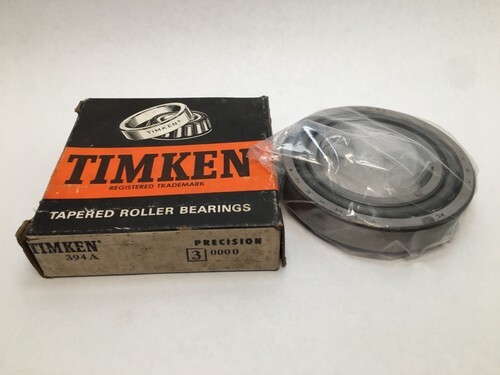 TIMKEN®
TIMKEN
REGISTERED TRADEMARK
TAPERED ROLLER BEARINGS
TIMKEN
394A
PRECISION
3 0000